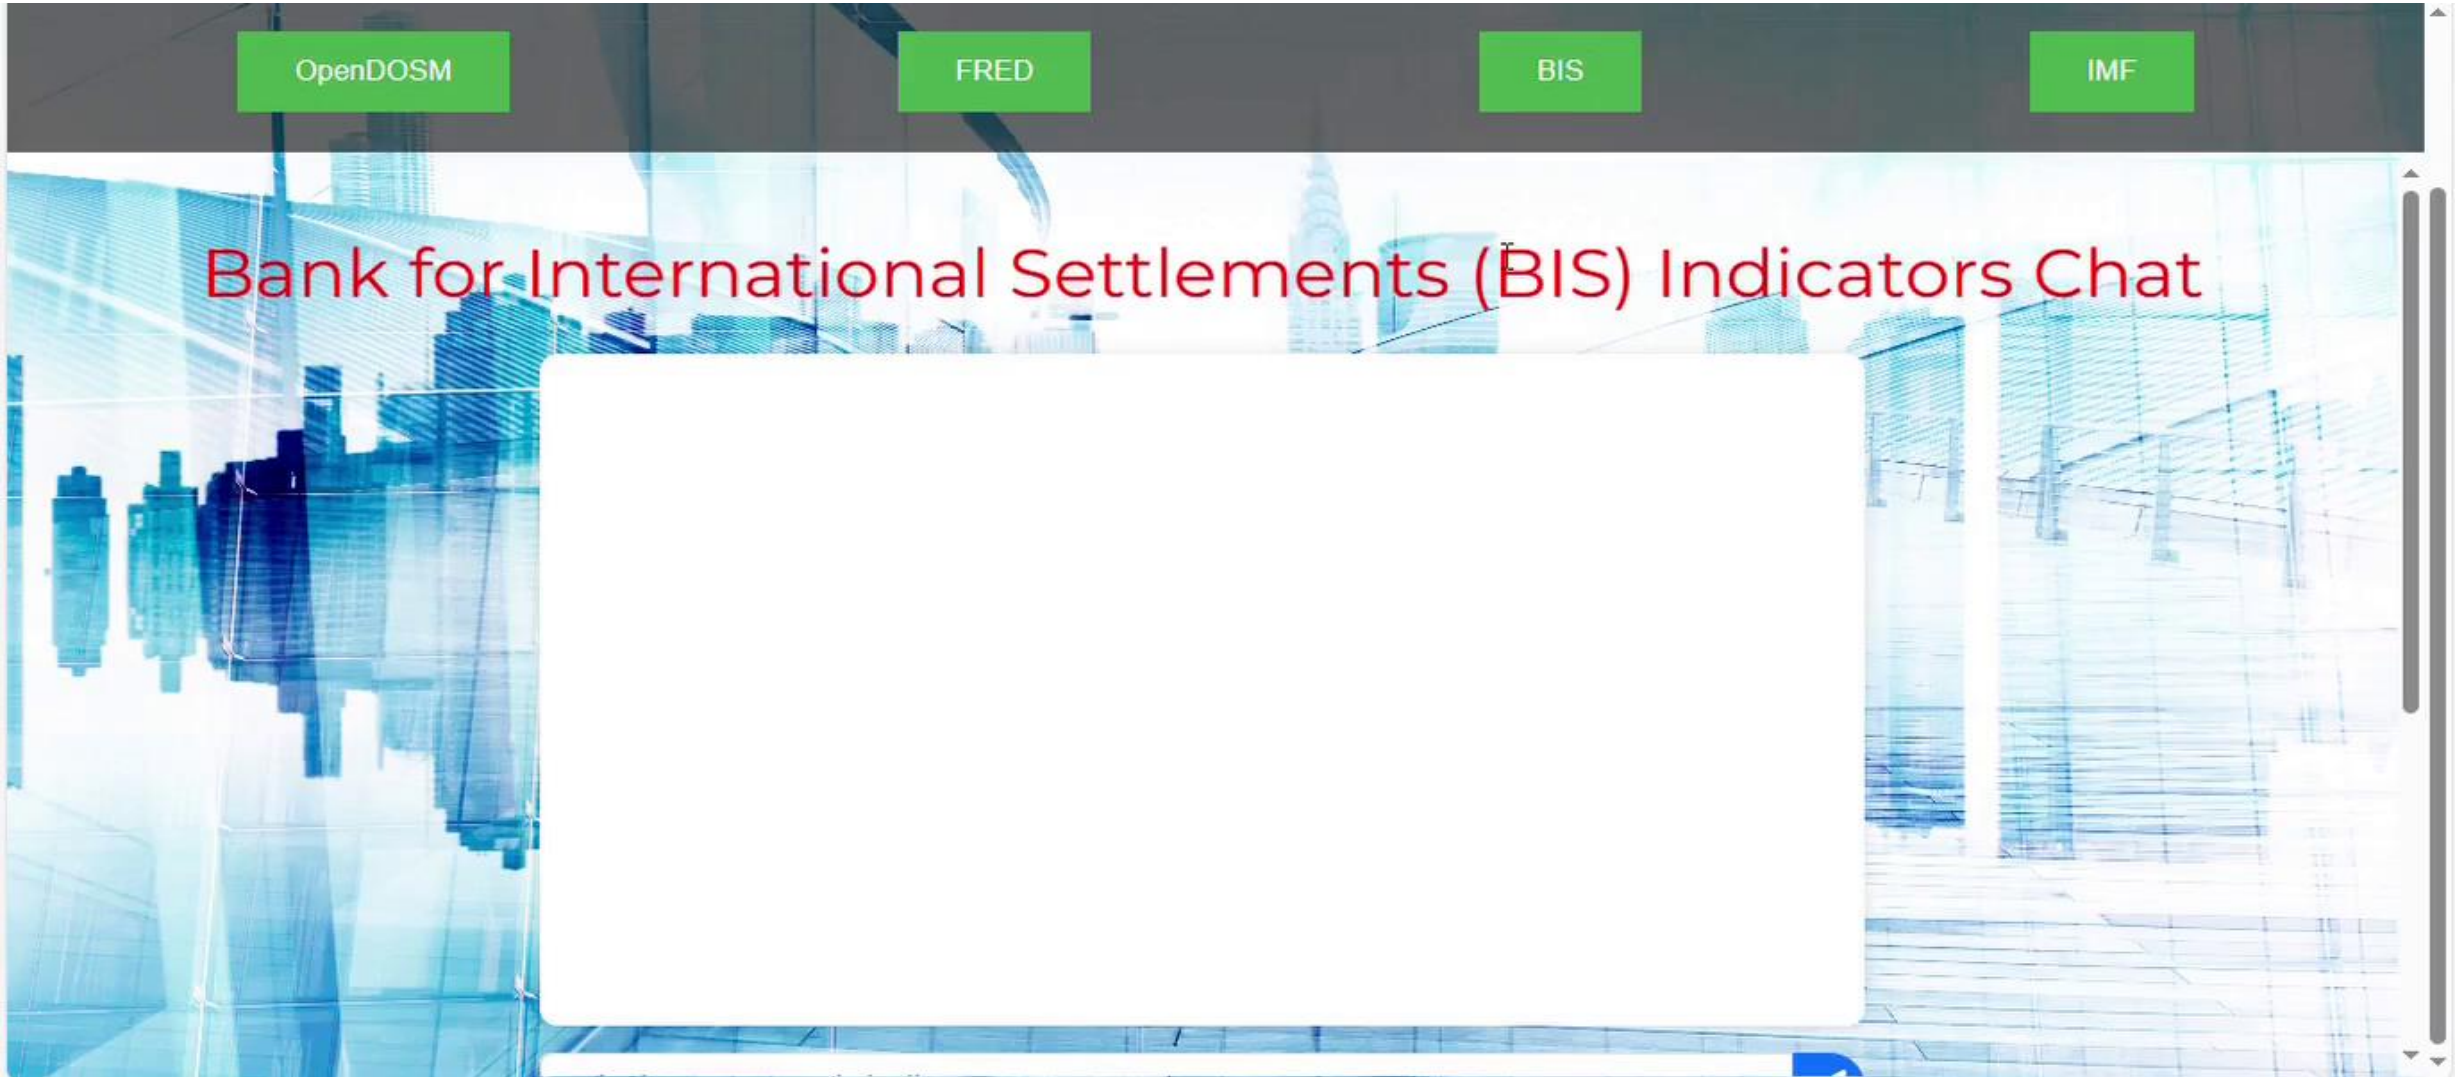 OpenDOSM FRED BIS IMF
Bank for International Settlements (BIS) Indicators Chat